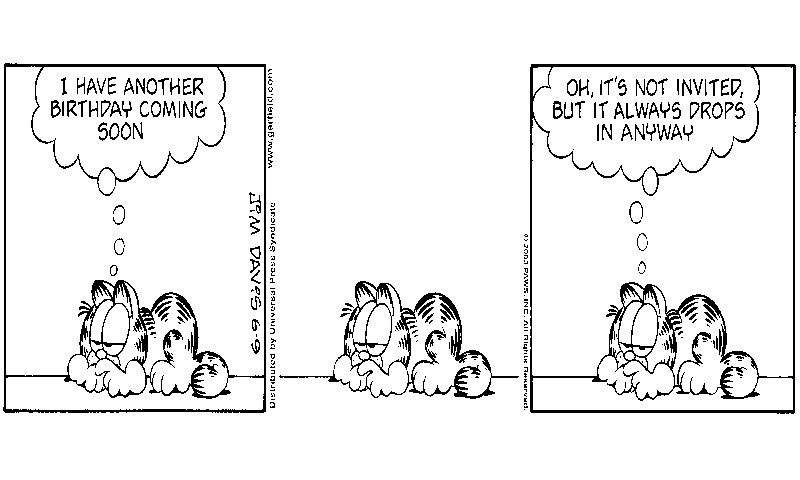 I HAVE ANOTHER
BIRTHDAY COMING
SOON
www.garfield.com
JIM DAVIS 6-9
Distributed by Universal Press Syndicate
© 2003 PAWS, INC. All Rights Reserved.
OH, IT'S NOT INVITED,
BUT IT ALWAYS DROPS
IN ANYWAY